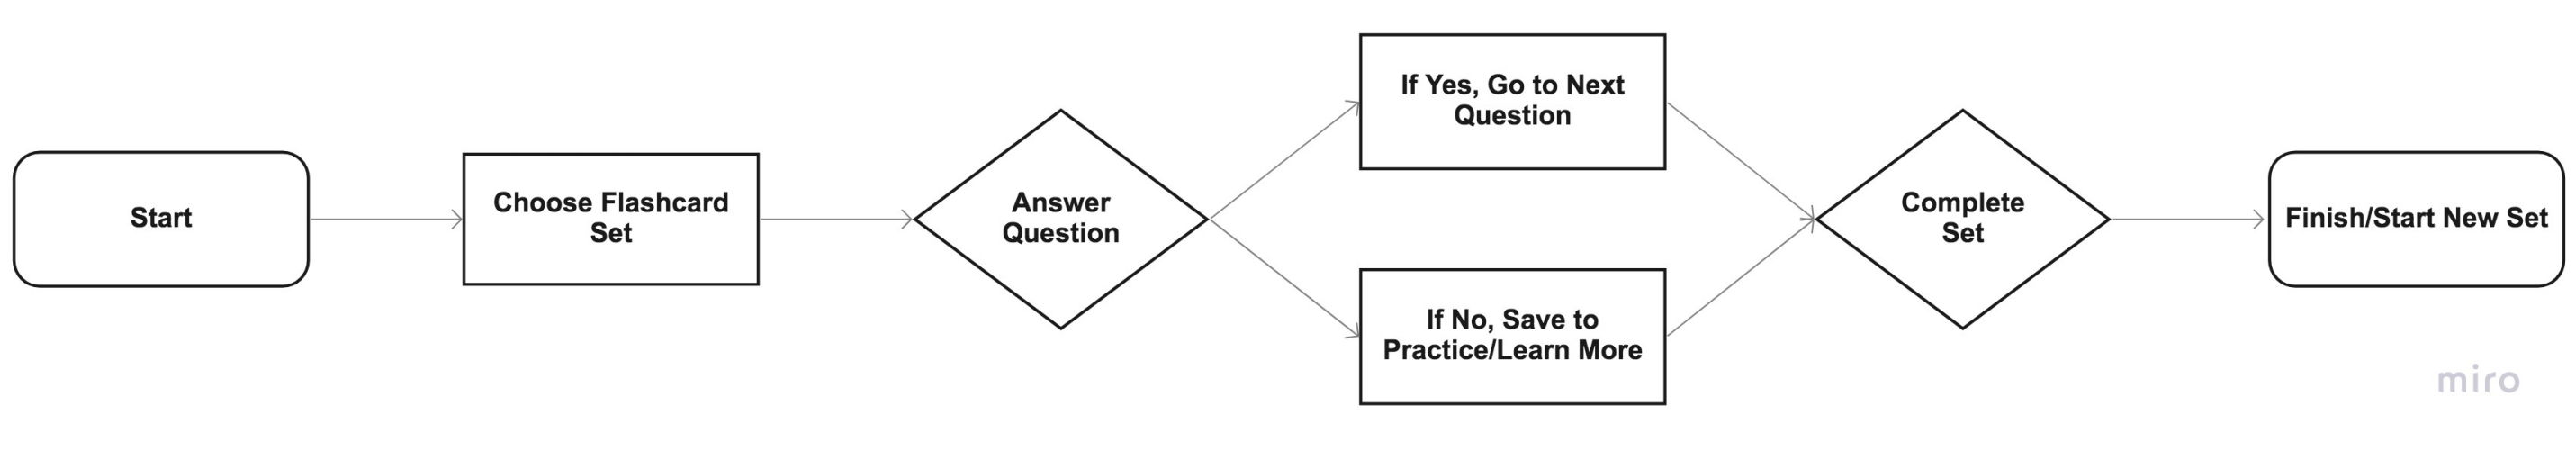 Start
Choose Flashcard
Set
Answer
Question
If Yes, Go to Next
Question
If No, Save to
Practice/Learn More
Complete
Set
Finish/Start New Set
miro